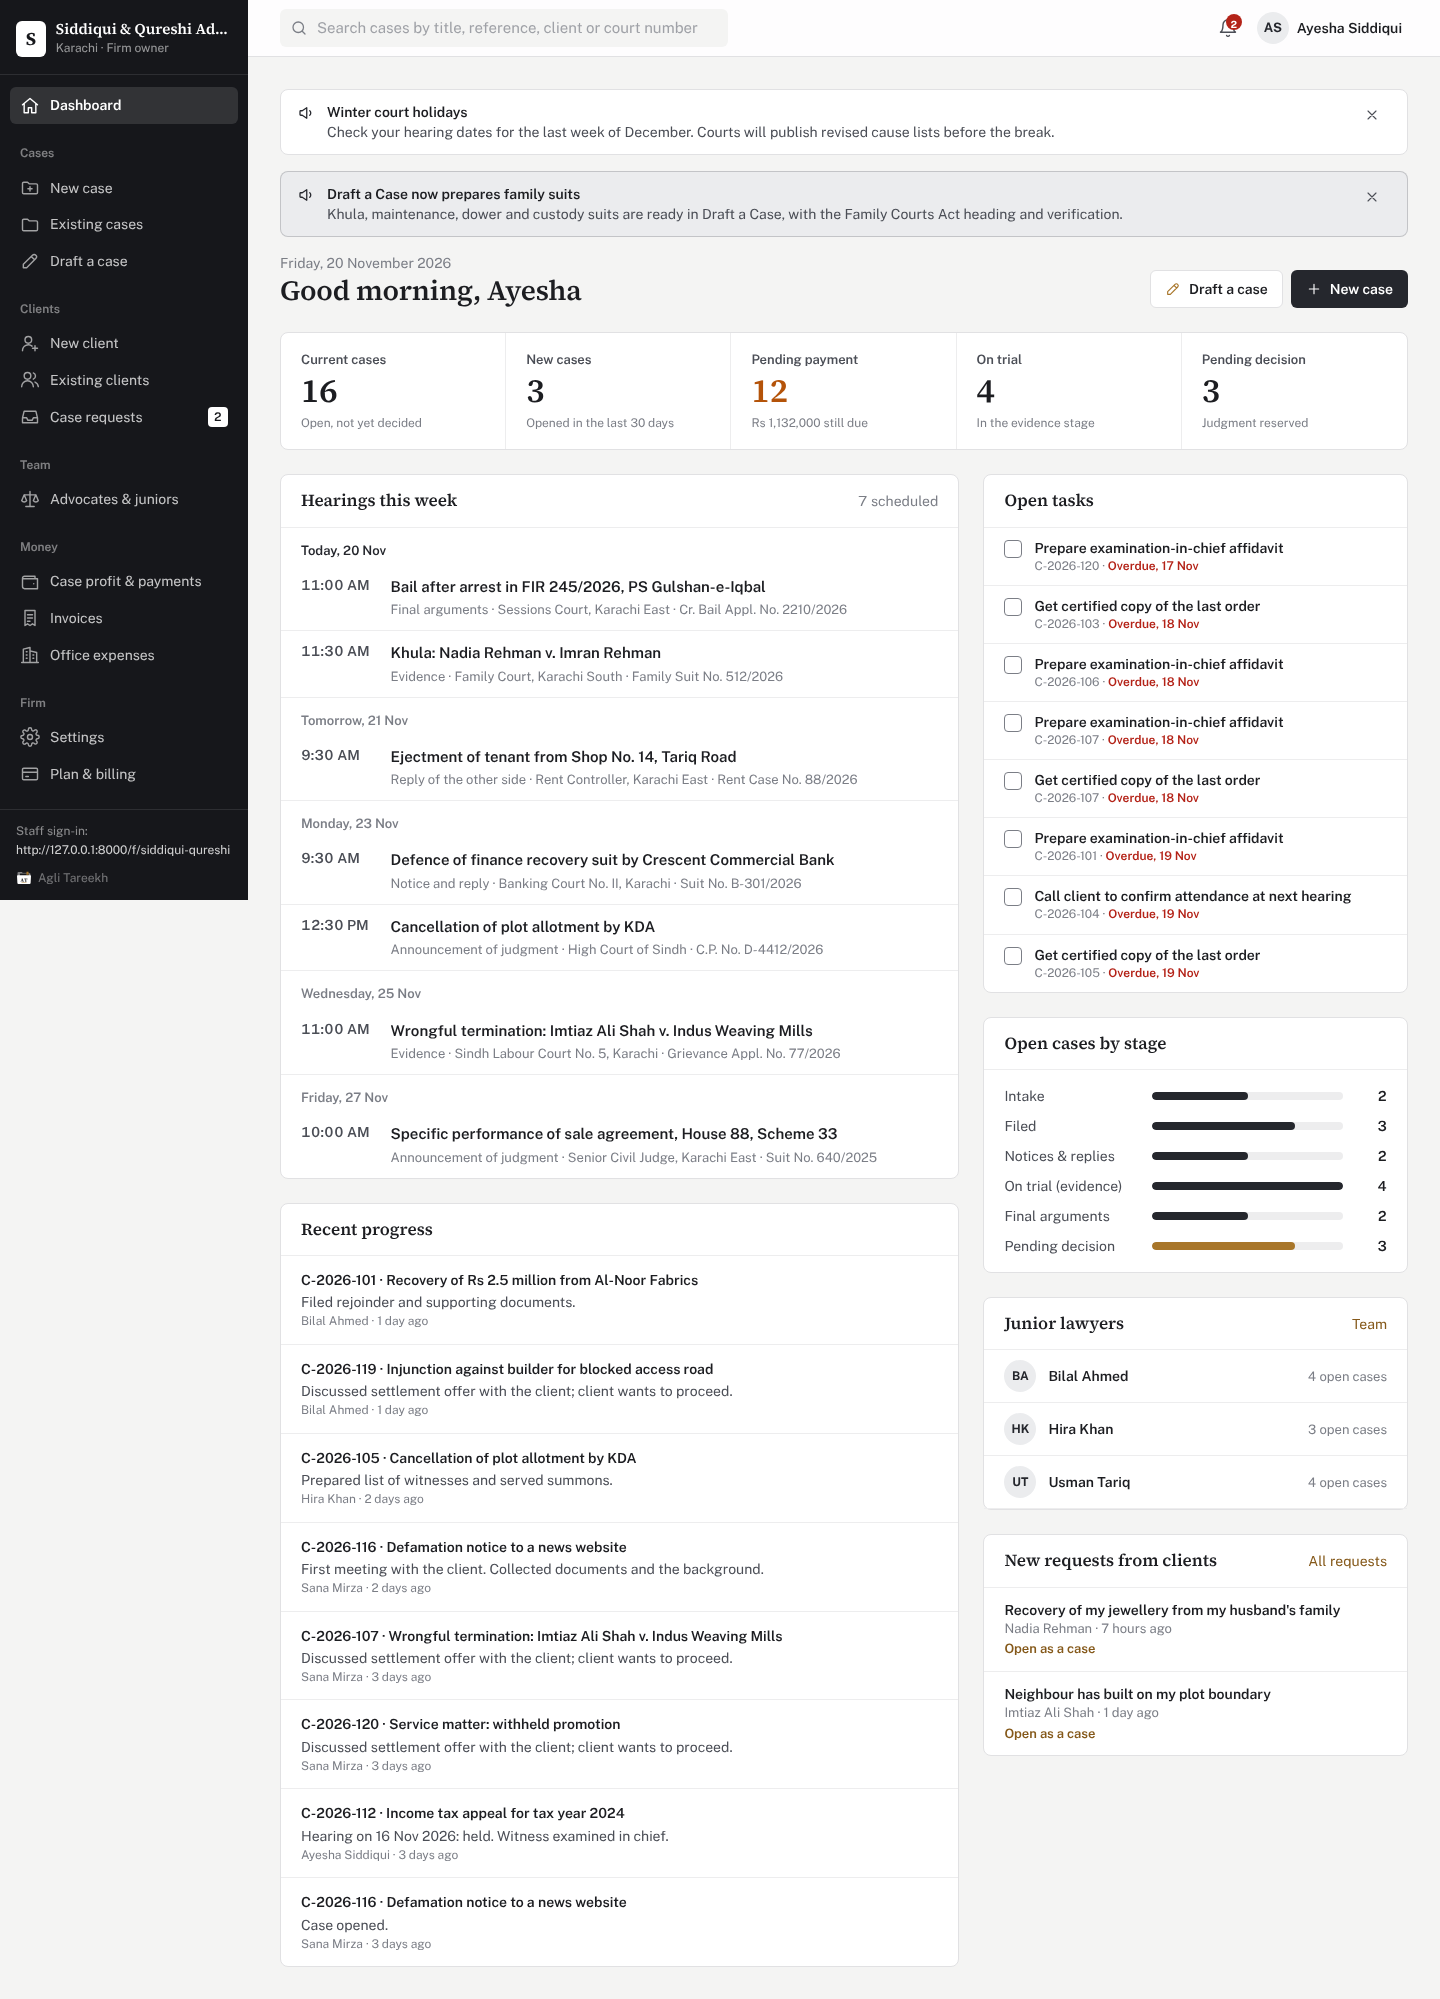 S
Siddiqui & Qureshi Ad...
Karachi · Firm owner
Dashboard
Cases
New case
Existing cases
Draft a case
Clients
New client
Existing clients
Case requests
2
Team
Advocates & juniors
Money
Case profit & payments
Invoices
Office expenses
Firm
Settings
Plan & billing
Staff sign-in:
http://127.0.0.1:8000/f/siddiqui-qureshi
Agli Tareekh
Search cases by title, reference, client or court number
2
AS
Ayesha Siddiqui
Winter court holidays
Check your hearing dates for the last week of December. Courts will publish revised cause lists before the break.
Draft a Case now prepares family suits
Khula, maintenance, dower and custody suits are ready in Draft a Case, with the Family Courts Act heading and verification.
Friday, 20 November 2026
Good morning, Ayesha
Draft a case
New case
Current cases
16
Open, not yet decided
New cases
3
Opened in the last 30 days
Pending payment
12
Rs 1,132,000 still due
On trial
4
In the evidence stage
Pending decision
3
Judgment reserved
Hearings this week
7 scheduled
Today, 20 Nov
11:00 AM
Bail after arrest in FIR 245/2026, PS Gulshan-e-Iqbal
Final arguments · Sessions Court, Karachi East · Cr. Bail Appl. No. 2210/2026
11:30 AM
Khula: Nadia Rehman v. Imran Rehman
Evidence · Family Court, Karachi South · Family Suit No. 512/2026
Tomorrow, 21 Nov
9:30 AM
Ejectment of tenant from Shop No. 14, Tariq Road
Reply of the other side · Rent Controller, Karachi East · Rent Case No. 88/2026
Monday, 23 Nov
9:30 AM
Defence of finance recovery suit by Crescent Commercial Bank
Notice and reply · Banking Court No. II, Karachi · Suit No. B-301/2026
12:30 PM
Cancellation of plot allotment by KDA
Announcement of judgment · High Court of Sindh · C.P. No. D-4412/2026
Wednesday, 25 Nov
11:00 AM
Wrongful termination: Imtiaz Ali Shah v. Indus Weaving Mills
Evidence · Sindh Labour Court No. 5, Karachi · Grievance Appl. No. 77/2026
Friday, 27 Nov
10:00 AM
Specific performance of sale agreement, House 88, Scheme 33
Announcement of judgment · Senior Civil Judge, Karachi East · Suit No. 640/2025
Recent progress
C-2026-101 · Recovery of Rs 2.5 million from Al-Noor Fabrics
Filed rejoinder and supporting documents.
Bilal Ahmed · 1 day ago
C-2026-119 · Injunction against builder for blocked access road
Discussed settlement offer with the client; client wants to proceed.
Bilal Ahmed · 1 day ago
C-2026-105 · Cancellation of plot allotment by KDA
Prepared list of witnesses and served summons.
Hira Khan · 2 days ago
C-2026-116 · Defamation notice to a news website
First meeting with the client. Collected documents and the background.
Sana Mirza · 2 days ago
C-2026-107 · Wrongful termination: Imtiaz Ali Shah v. Indus Weaving Mills
Discussed settlement offer with the client; client wants to proceed.
Sana Mirza · 3 days ago
C-2026-120 · Service matter: withheld promotion
Discussed settlement offer with the client; client wants to proceed.
Sana Mirza · 3 days ago
C-2026-112 · Income tax appeal for tax year 2024
Hearing on 16 Nov 2026: held. Witness examined in chief.
Ayesha Siddiqui · 3 days ago
C-2026-116 · Defamation notice to a news website
Case opened.
Sana Mirza · 3 days ago
Open tasks
Prepare examination-in-chief affidavit
C-2026-120 · Overdue, 17 Nov
Get certified copy of the last order
C-2026-103 · Overdue, 18 Nov
Prepare examination-in-chief affidavit
C-2026-106 · Overdue, 18 Nov
Prepare examination-in-chief affidavit
C-2026-107 · Overdue, 18 Nov
Get certified copy of the last order
C-2026-107 · Overdue, 18 Nov
Prepare examination-in-chief affidavit
C-2026-101 · Overdue, 19 Nov
Call client to confirm attendance at next hearing
C-2026-104 · Overdue, 19 Nov
Get certified copy of the last order
C-2026-105 · Overdue, 19 Nov
Open cases by stage
Intake 2
Filed 3
Notices & replies 2
On trial (evidence) 4
Final arguments 2
Pending decision 3
Junior lawyers
Team
BA Bilal Ahmed 4 open cases
HK Hira Khan 3 open cases
UT Usman Tariq 4 open cases
New requests from clients
All requests
Recovery of my jewellery from my husband's family
Nadia Rehman · 7 hours ago
Open as a case
Neighbour has built on my plot boundary
Imtiaz Ali Shah · 1 day ago
Open as a case